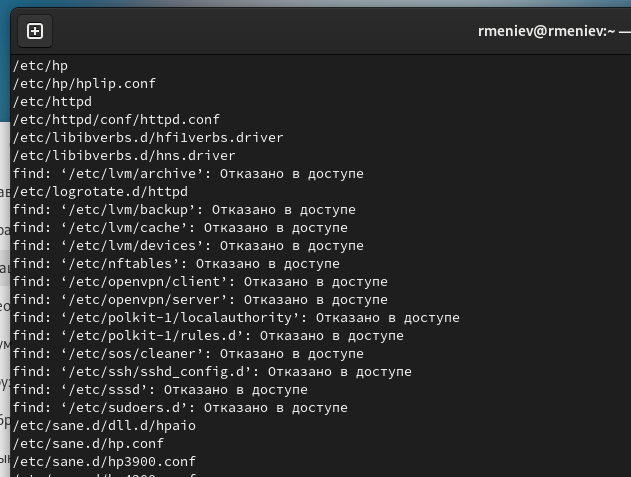 rmeniev@rmeniev:~ —
/etc/hp
/etc/hp/hplip.conf
/etc/httpd
/etc/httpd/conf/httpd.conf
/etc/libibverbs.d/hfi1verbs.driver
/etc/libibverbs.d/hns.driver
find: ‘/etc/lvm/archive’: Отказано в доступе
/etc/logrotate.d/httpd
find: ‘/etc/lvm/backup’: Отказано в доступе
find: ‘/etc/lvm/cache’: Отказано в доступе
find: ‘/etc/lvm/devices’: Отказано в доступе
find: ‘/etc/nftables’: Отказано в доступе
find: ‘/etc/openvpn/client’: Отказано в доступе
find: ‘/etc/openvpn/server’: Отказано в доступе
find: ‘/etc/polkit-1/localauthority’: Отказано в доступе
find: ‘/etc/polkit-1/rules.d’: Отказано в доступе
find: ‘/etc/sos/cleaner’: Отказано в доступе
find: ‘/etc/ssh/sshd_config.d’: Отказано в доступе
find: ‘/etc/sssd’: Отказано в доступе
find: ‘/etc/sudoers.d’: Отказано в доступе
/etc/sane.d/dll.d/hpaio
/etc/sane.d/hp.conf
/etc/sane.d/hp3900.conf